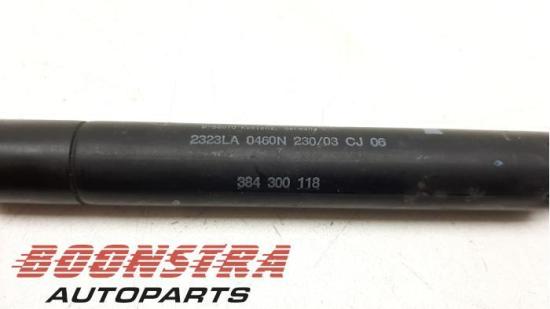 2323LA 0460N 230/03 CJ 06
384 300 118
BOONSTRA
AUTOPARTS